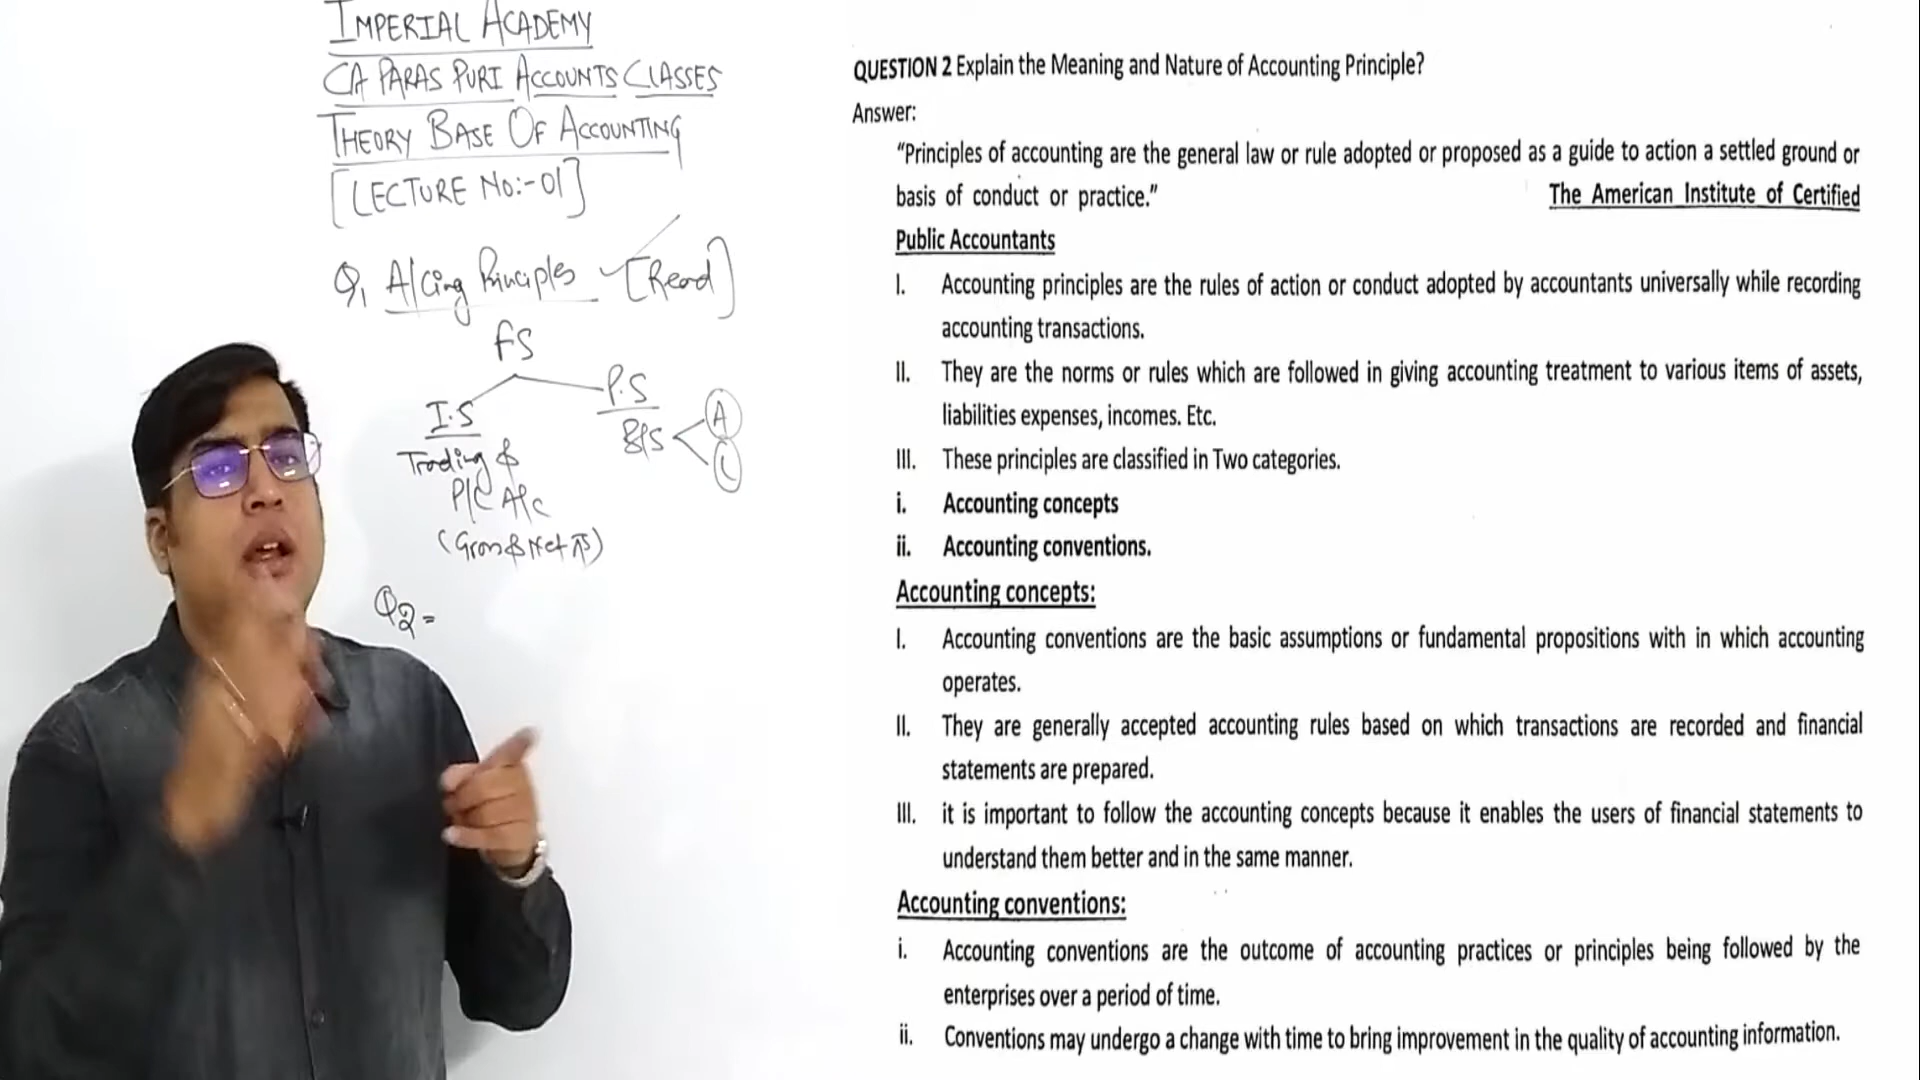 IMPERIAL ACADEMY
CA PARAS PURI ACCOUNTS CLASSES
THEORY BASE OF ACCOUNTING
[LECTURE No:-01]
Q1 A/cing Principles [Read]
FS
I.S
P.S
Trading &
P/L A/c
(Gross & Net
B/S
A
L
Q2 =
QUESTION 2 Explain the Meaning and Nature of Accounting Principle?
Answer:
“Principles of accounting are the general law or rule adopted or proposed as a guide to action a settled ground or
basis of conduct or practice.” The American Institute of Certified
Public Accountants
I. Accounting principles are the rules of action or conduct adopted by accountants universally while recording
accounting transactions.
II. They are the norms or rules which are followed in giving accounting treatment to various items of assets,
liabilities expenses, incomes. Etc.
III. These principles are classified in Two categories.
i. Accounting concepts
ii. Accounting conventions.
Accounting concepts:
I. Accounting conventions are the basic assumptions or fundamental propositions with in which accounting
operates.
II. They are generally accepted accounting rules based on which transactions are recorded and financial
statements are prepared.
III. it is important to follow the accounting concepts because it enables the users of financial statements to
understand them better and in the same manner.
Accounting conventions:
i. Accounting conventions are the outcome of accounting practices or principles being followed by the
enterprises over a period of time.
ii. Conventions may undergo a change with time to bring improvement in the quality of accounting information.